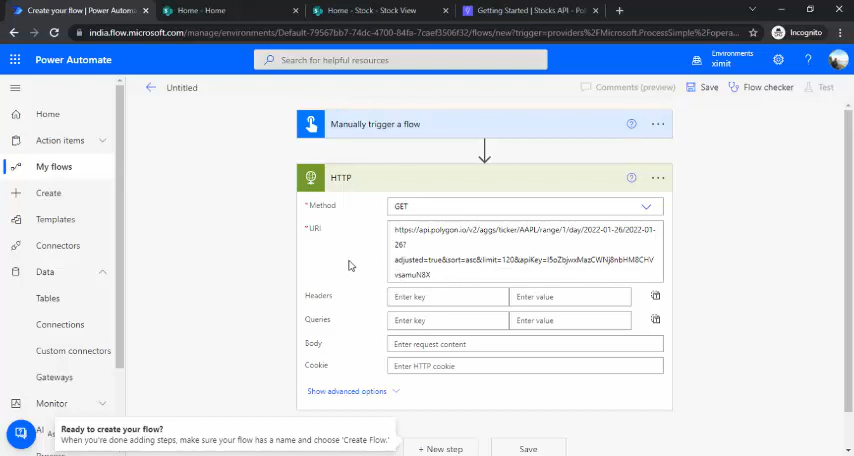 Create your flow | Power Automate
Home - Home
Home - Stock - Stock View
Getting Started | Stocks API - Po
india.flow.microsoft.com/manage/environments/Default-79567bb7-74dc-4700-84fa-7caef3506f32/flows/new?trigger=providers%2FMicrosoft.ProcessSimple%2Fopera...
Incognito
Power Automate
Search for helpful resources
Environments
ximit
Untitled
Comments (preview)
Save
Flow checker
Test
Home
Action items
My flows
Create
Templates
Connectors
Data
Tables
Connections
Custom connectors
Gateways
Monitor
AI
Manually trigger a flow
HTTP
* Method
GET
* URI
https://api.polygon.io/v2/aggs/ticker/AAPL/range/1/day/2022-01-26/2022-01-
26?
adjusted=true&sort=asc&limit=120&apiKey=I5oZbjwxMazCWNj8nbHM8CHV
vsamuN8X
Headers
Enter key
Enter value
Queries
Enter key
Enter value
Body
Enter request content
Cookie
Enter HTTP cookie
Show advanced options
Ready to create your flow?
When you're done adding steps, make sure your flow has a name and choose 'Create Flow.'
+ New step
Save